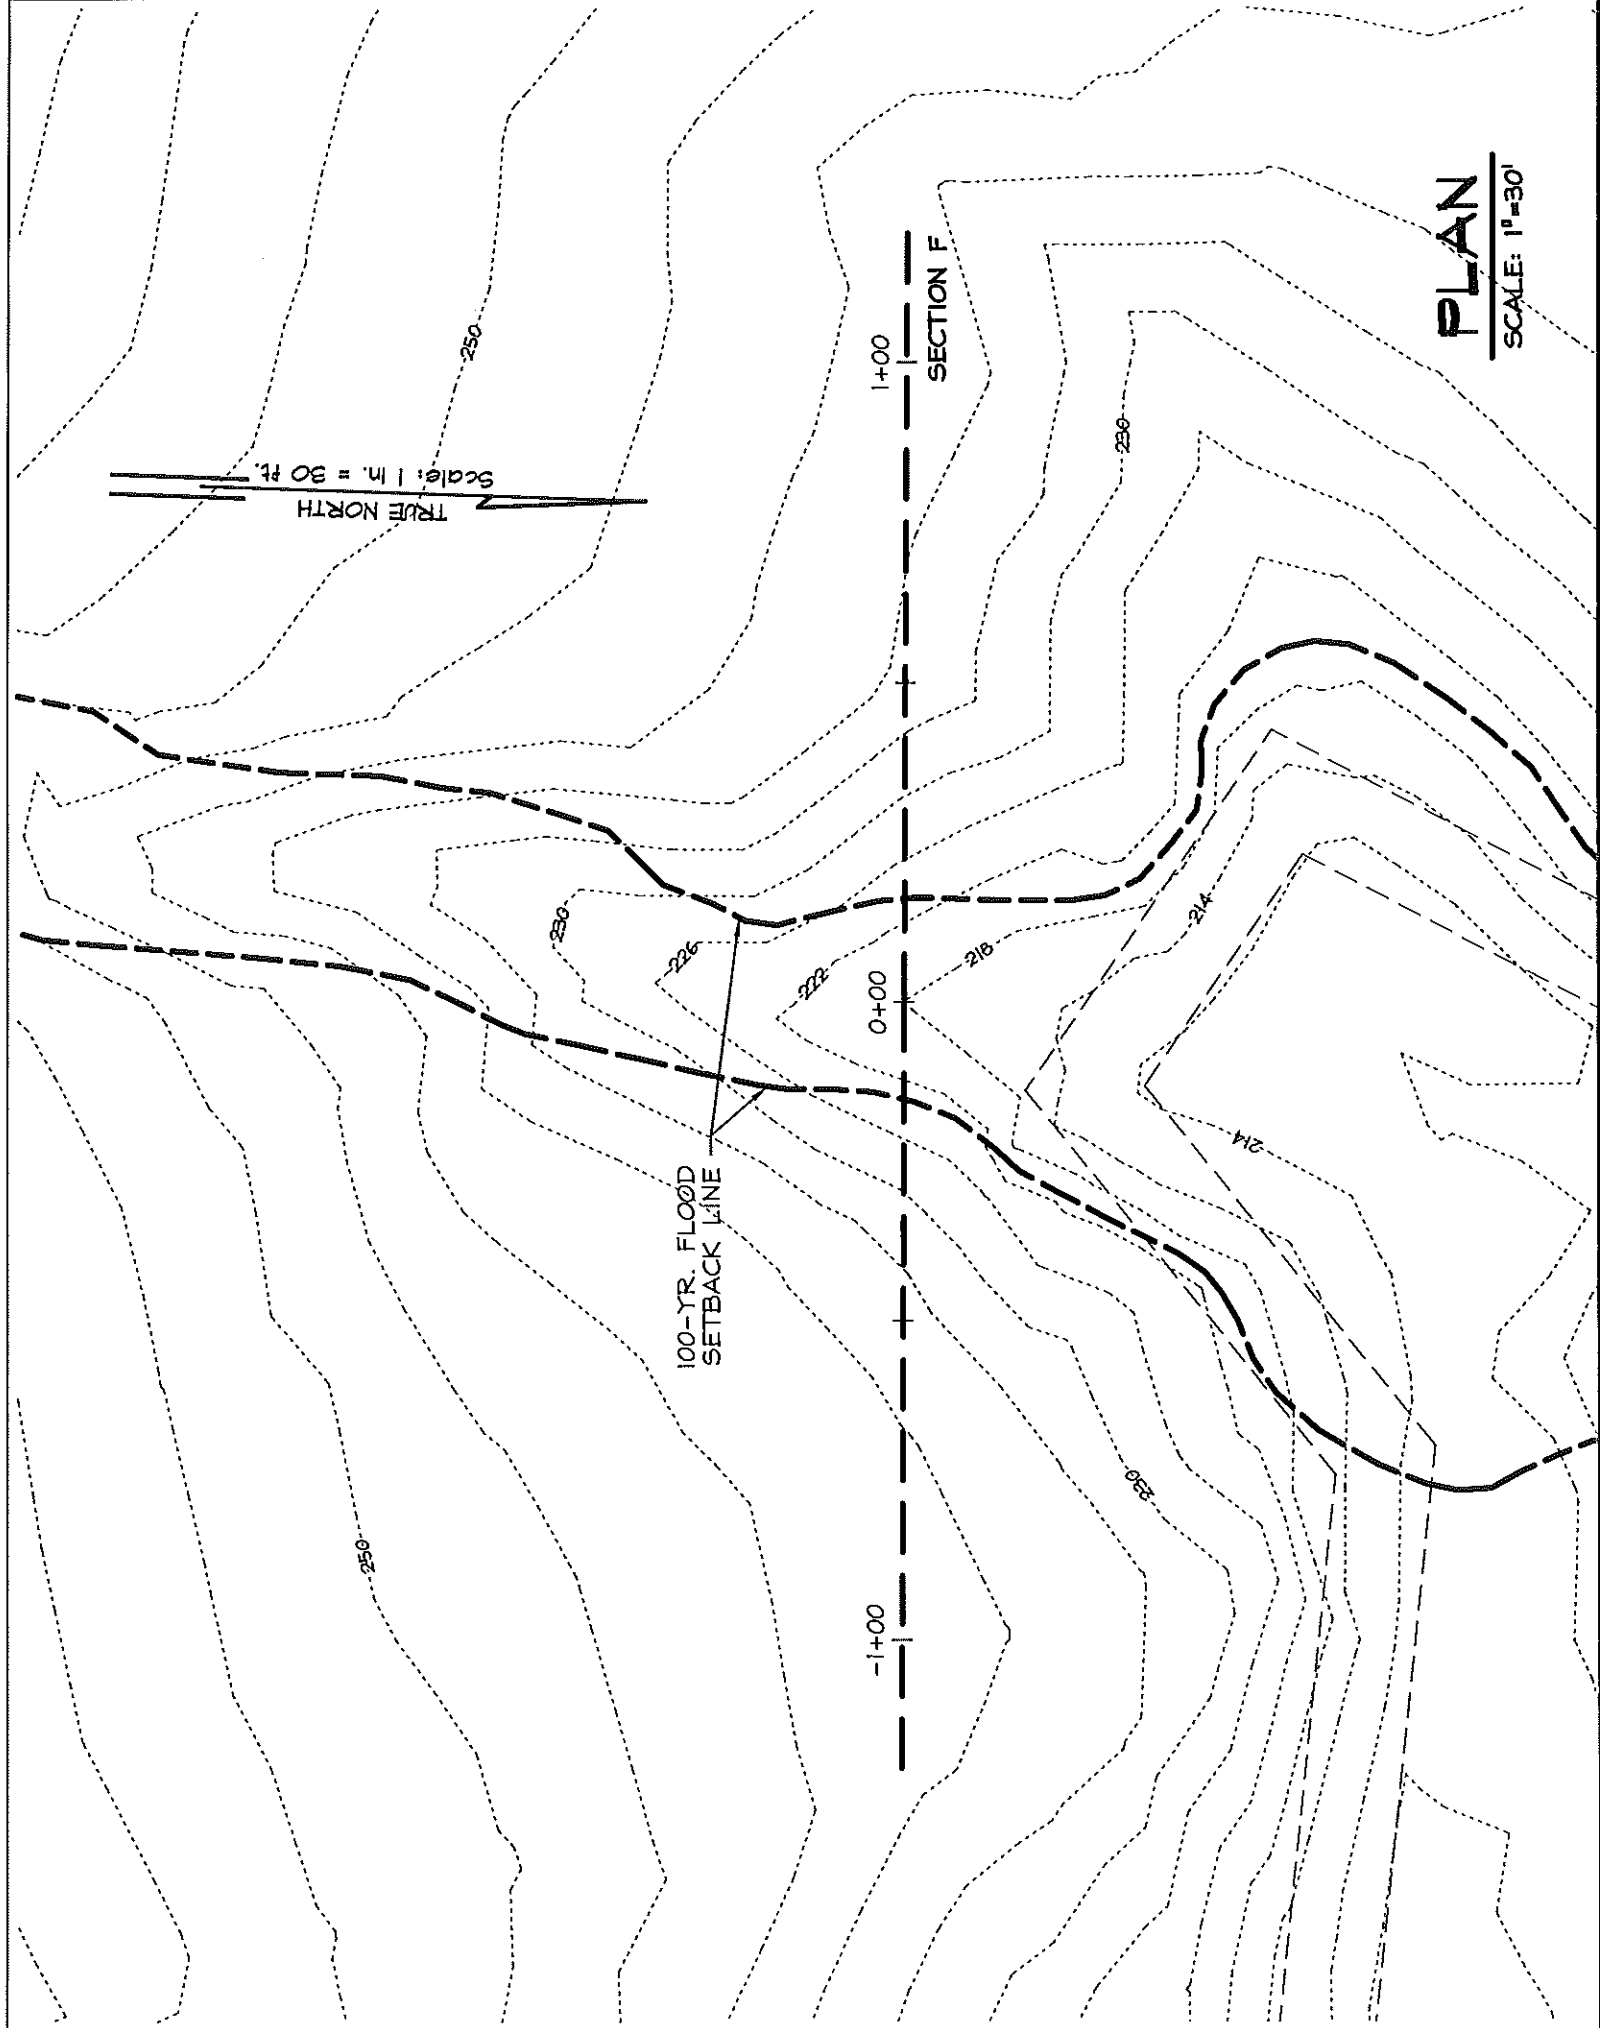 250
TRUE NORTH
Scale: 1 in. = 30 ft.
1+00
SECTION F
230
PLAN
SCALE: 1"=30'
230
226
222
0+00
218
214
214
100-YR. FLOOD
SETBACK LINE
250
230
-1+00